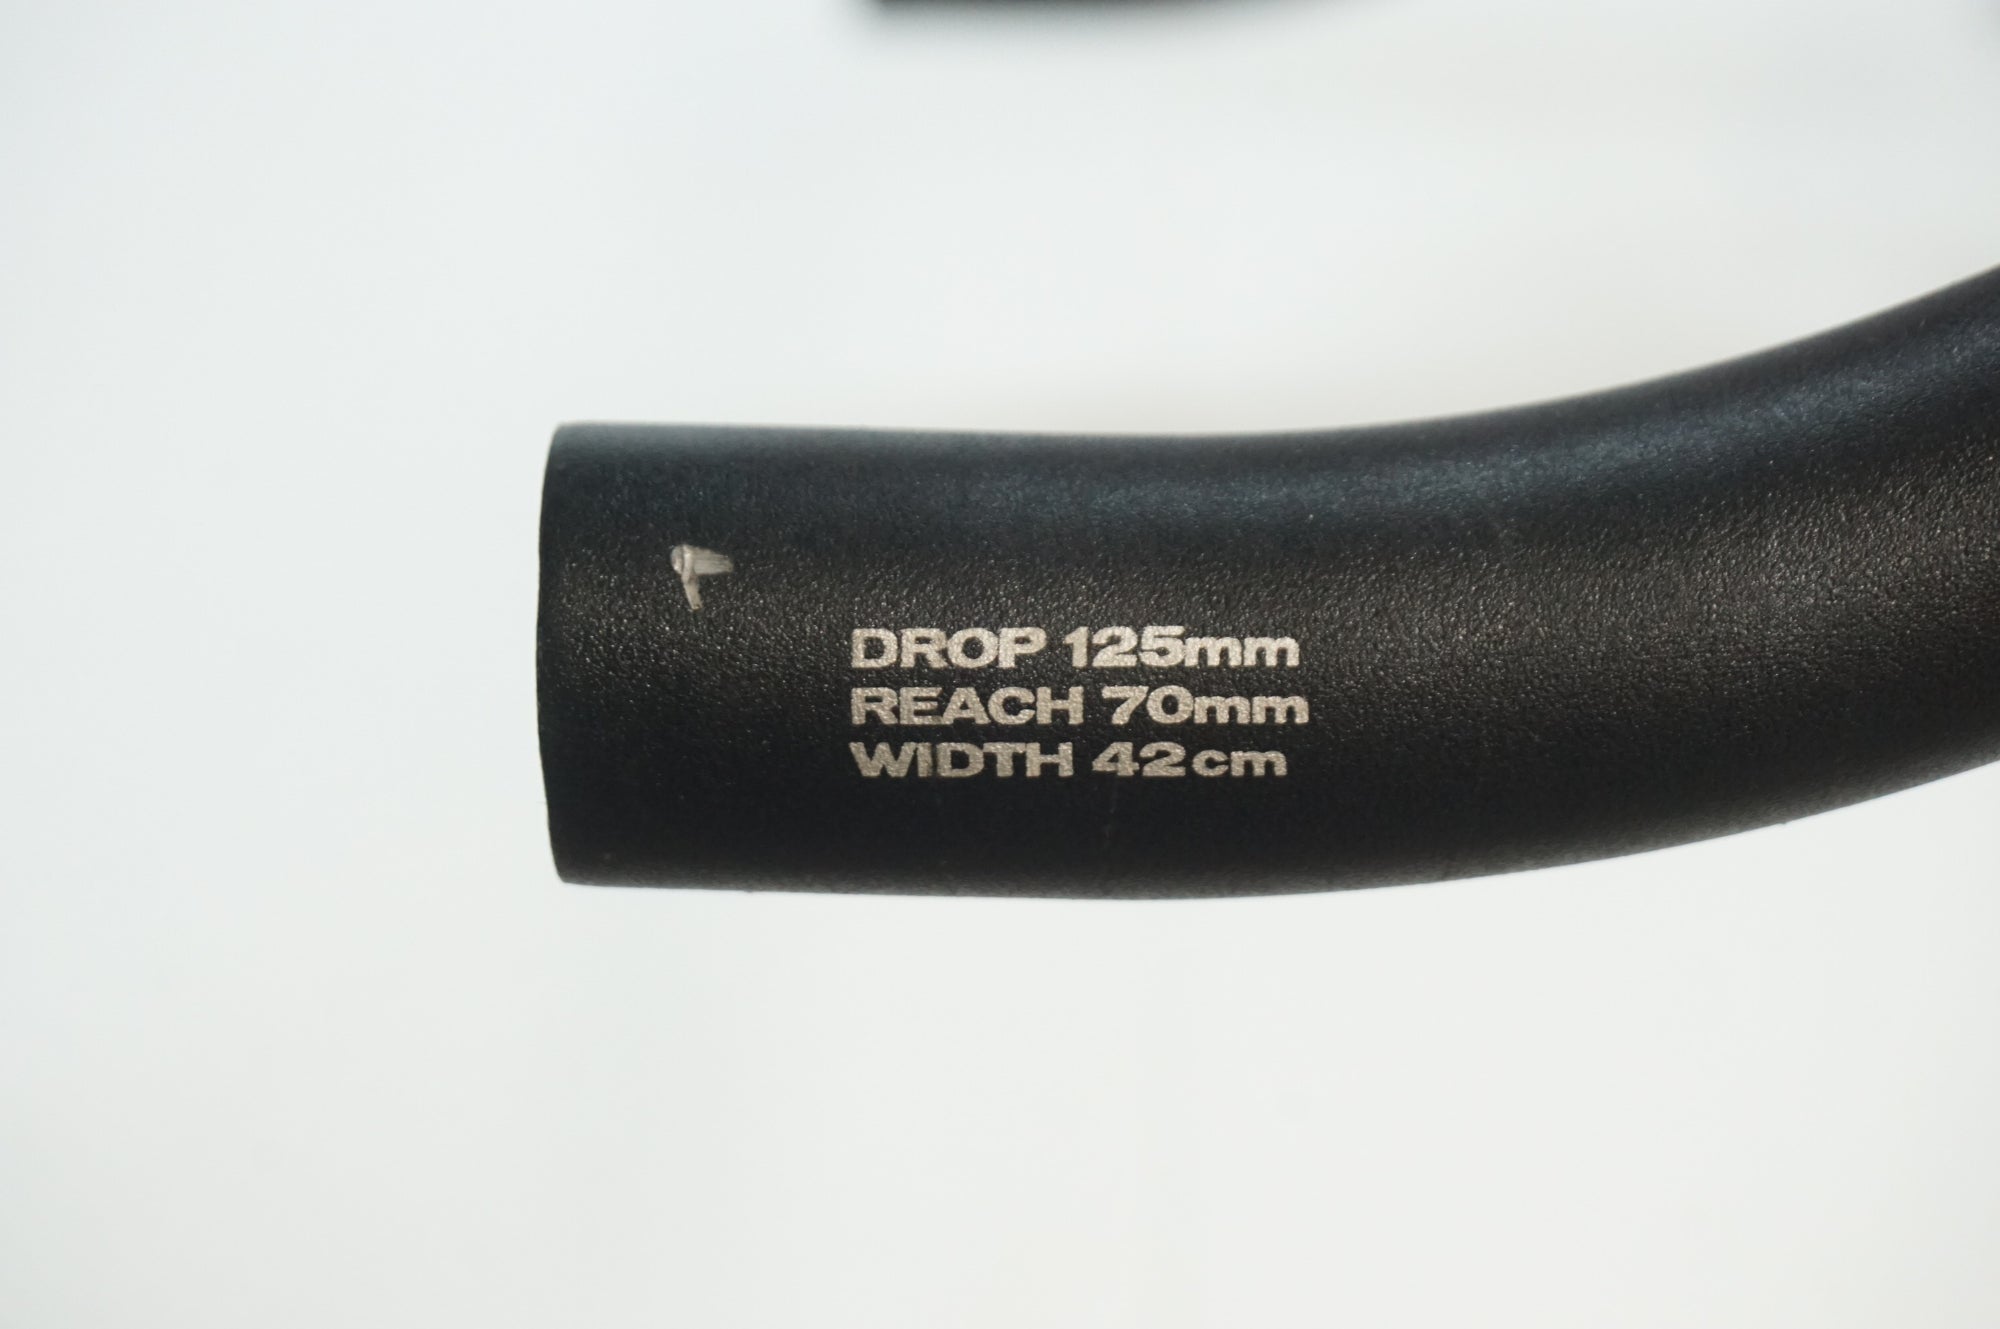 DROP 125mm
REACH 70mm
WIDTH 42cm